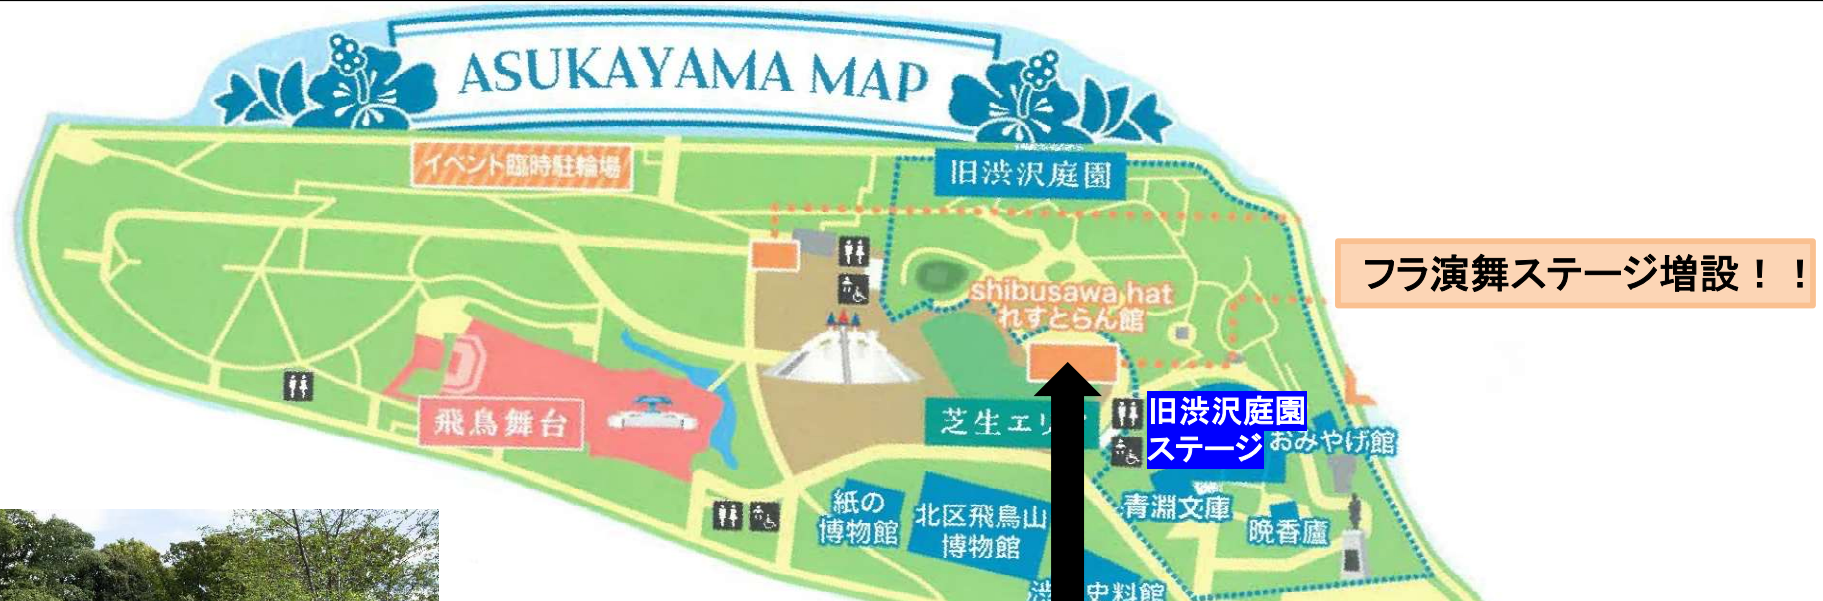 ASUKAYAMA MAP
イベント臨時駐輪場
旧渋沢庭園
フラ演舞ステージ増設！！
shibusawa hat
れすとらん館
飛鳥舞台
芝生エリ
旧渋沢庭園
ステージ
おみやげ館
青淵文庫
晩香廬
紙の
博物館
北区飛鳥山
博物館
渋
史料館